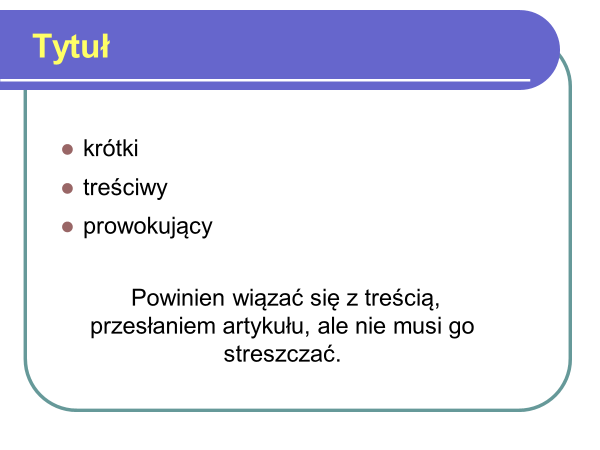 Tytuł
krótki
treściwy
prowokujący
Powinien wiązać się z treścią,
przesłaniem artykułu, ale nie musi go
streszczać.